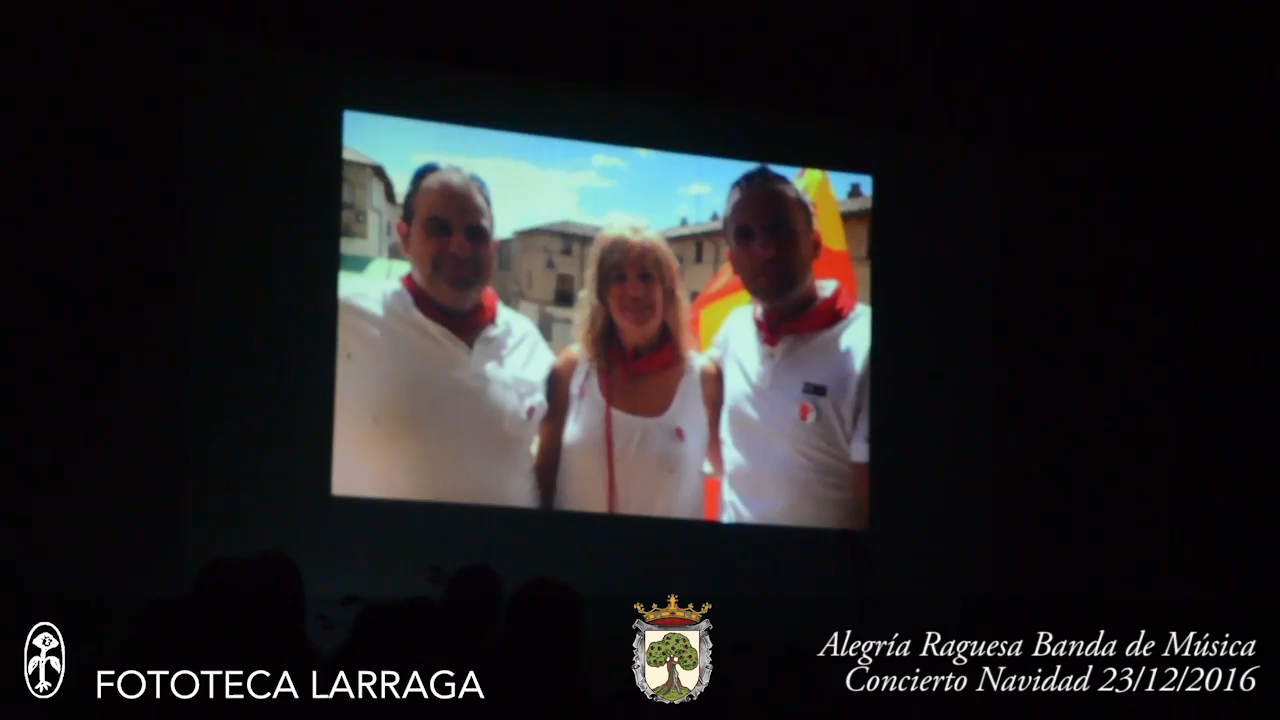 FOTOTECA LARRAGA
Alegría Raguesa Banda de Música
Concierto Navidad 23/12/2016